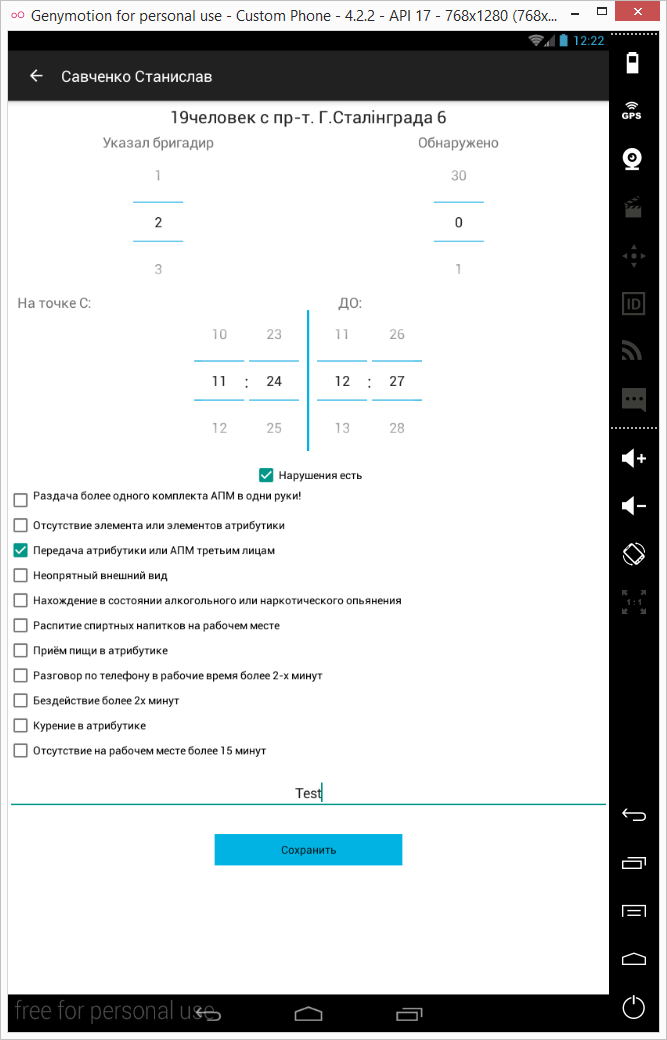 Genymotion for personal use - Custom Phone - 4.2.2 - API 17 - 768x1280 (768x...
12:22
Савченко Станислав
GPS
19человек с пр-т. Г.Сталінграда 6
Указал бригадир Обнаружено
1 30
2 0
3 1
На точке С: ДО:
10 23 11 26
11 : 24 12 : 27
12 25 13 28
ID
Нарушения есть
Раздача более одного комплекта АПМ в одни руки!
Отсутствие элемента или элементов атрибутики
Передача атрибутики или АПМ третьим лицам
Неопрятный внешний вид
Нахождение в состоянии алкогольного или наркотического опьянения
1:1
Распитие спиртных напитков на рабочем месте
Приём пищи в атрибутике
Разговор по телефону в рабочие время более 2-х минут
Бездействие более 2х минут
Курение в атрибутике
Отсутствие на рабочем месте более 15 минут
Test
Сохранить
free for personal use